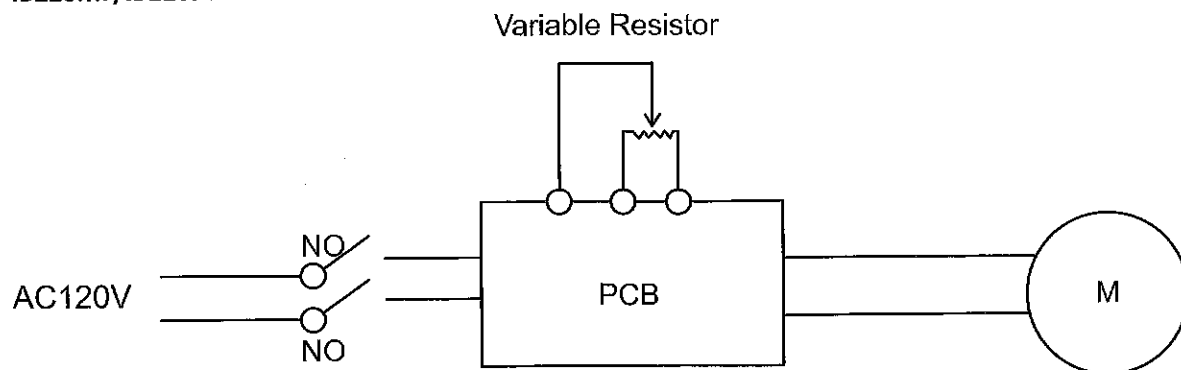 Variable Resistor
NO
AC120V
NO
PCB
M